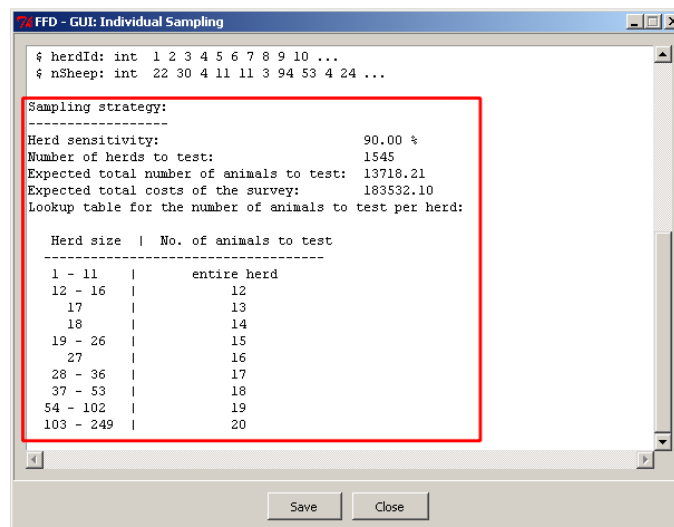 FFD - GUI: Individual Sampling
$ herdId: int 1 2 3 4 5 6 7 8 9 10 ...
$ nSheep: int 22 30 4 11 11 3 94 53 4 24 ...
Sampling strategy:
------------------
Herd sensitivity: 90.00 %
Number of herds to test: 1545
Expected total number of animals to test: 13718.21
Expected total costs of the survey: 183532.10
Lookup table for the number of animals to test per herd:
Herd size | No. of animals to test
------------------------------------
1 - 11 | entire herd
12 - 16 | 12
17 | 13
18 | 14
19 - 26 | 15
27 | 16
28 - 36 | 17
37 - 53 | 18
54 - 102 | 19
103 - 249 | 20
Save Close